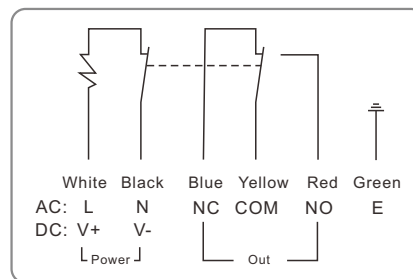 White Black Blue Yellow Red Green
AC: L N NC COM NO E
DC: V+ V-
Power Out